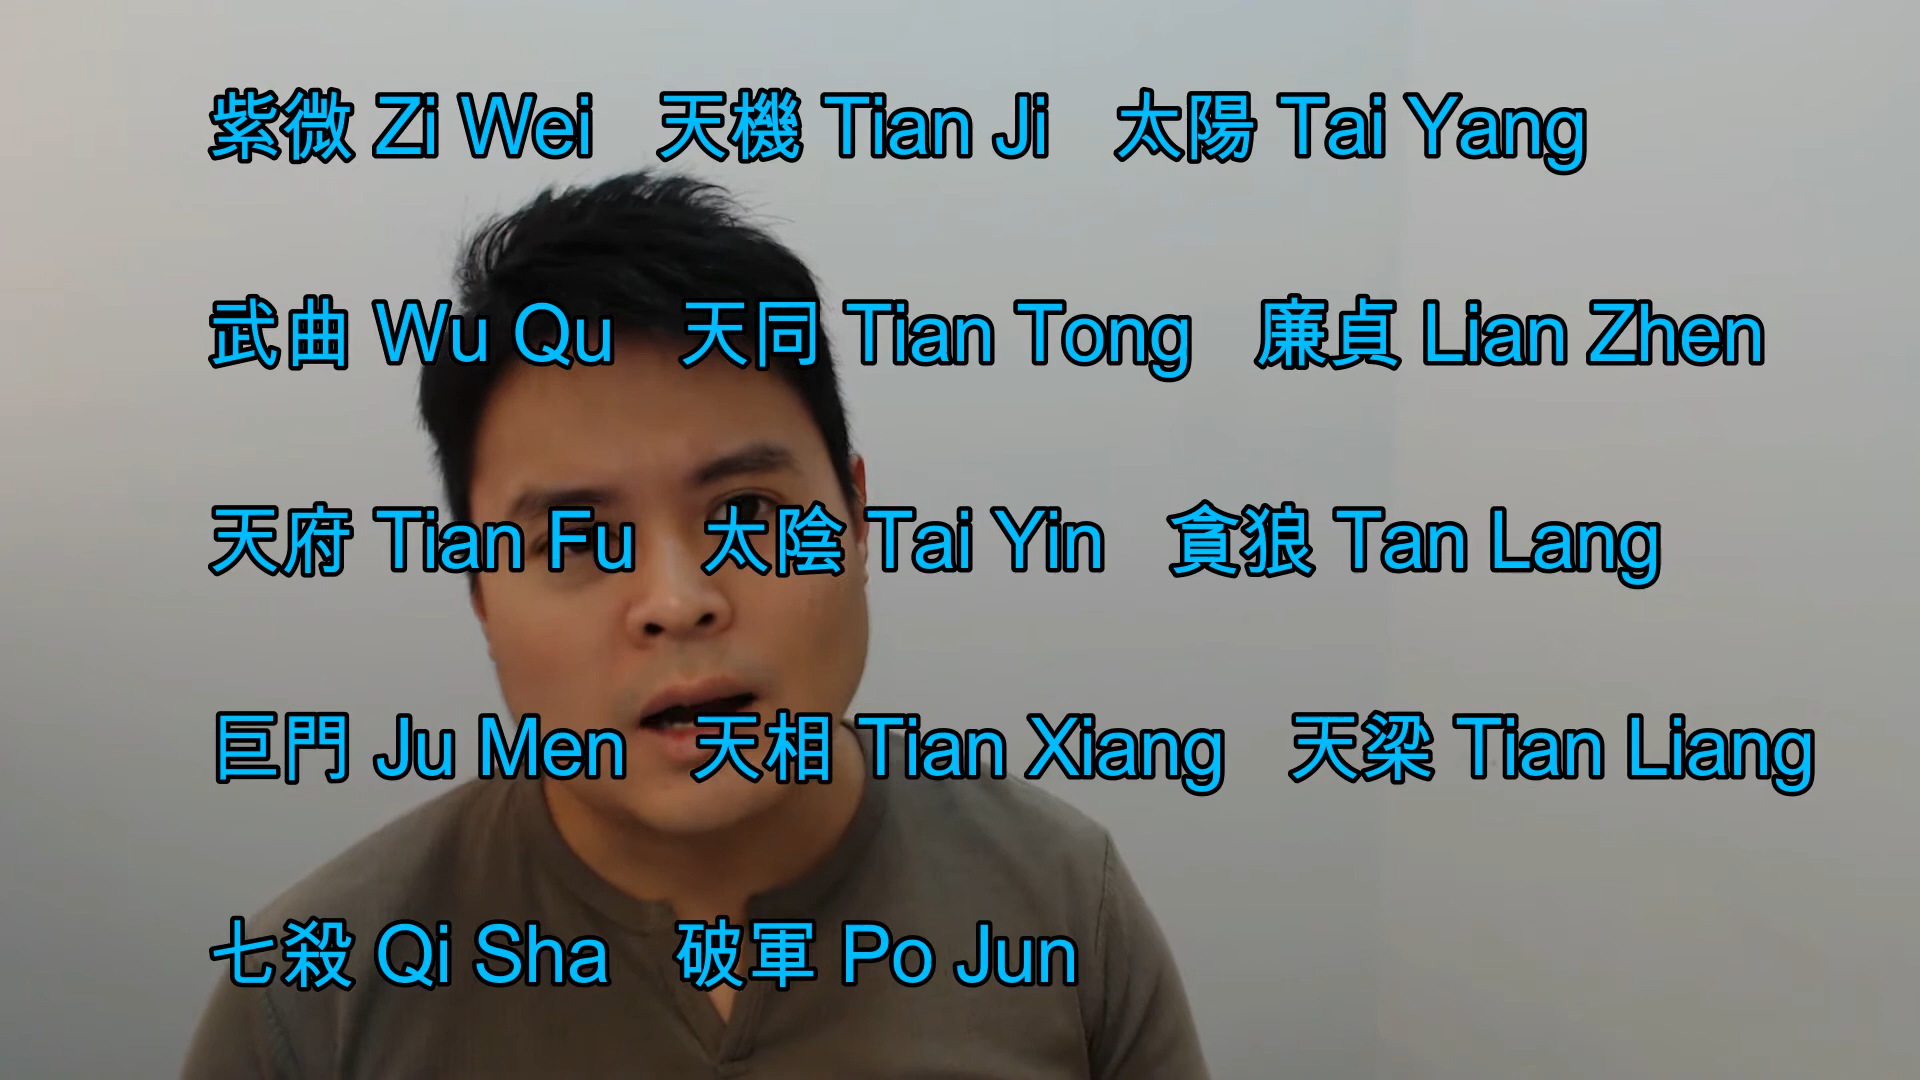 紫微 Zi Wei 天機 Tian Ji 太陽 Tai Yang
武曲 Wu Qu 天同 Tian Tong 廉貞 Lian Zhen
天府 Tian Fu 太陰 Tai Yin 貪狼 Tan Lang
巨門 Ju Men 天相 Tian Xiang 天梁 Tian Liang
七殺 Qi Sha 破軍 Po Jun